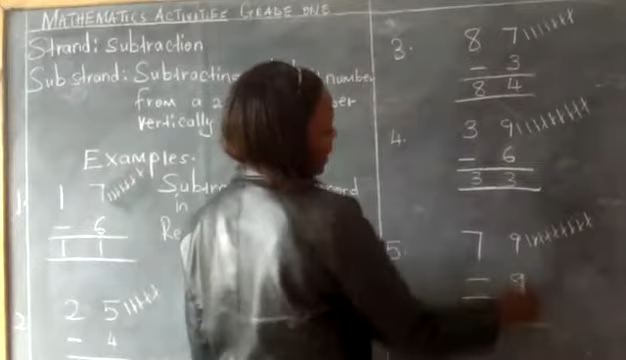 MATHEMATICS ACTIVITIES GRADE ONE
Strand: Subtraction
Sub strand: Subtracting number
from a 2
vertically
Examples.
in
1. 1 7
- 6
1 1
2 2 5
- 4
3. 8 7
- 3
8 4
4. 3 9
- 6
3 3
5. 7 9
- 9